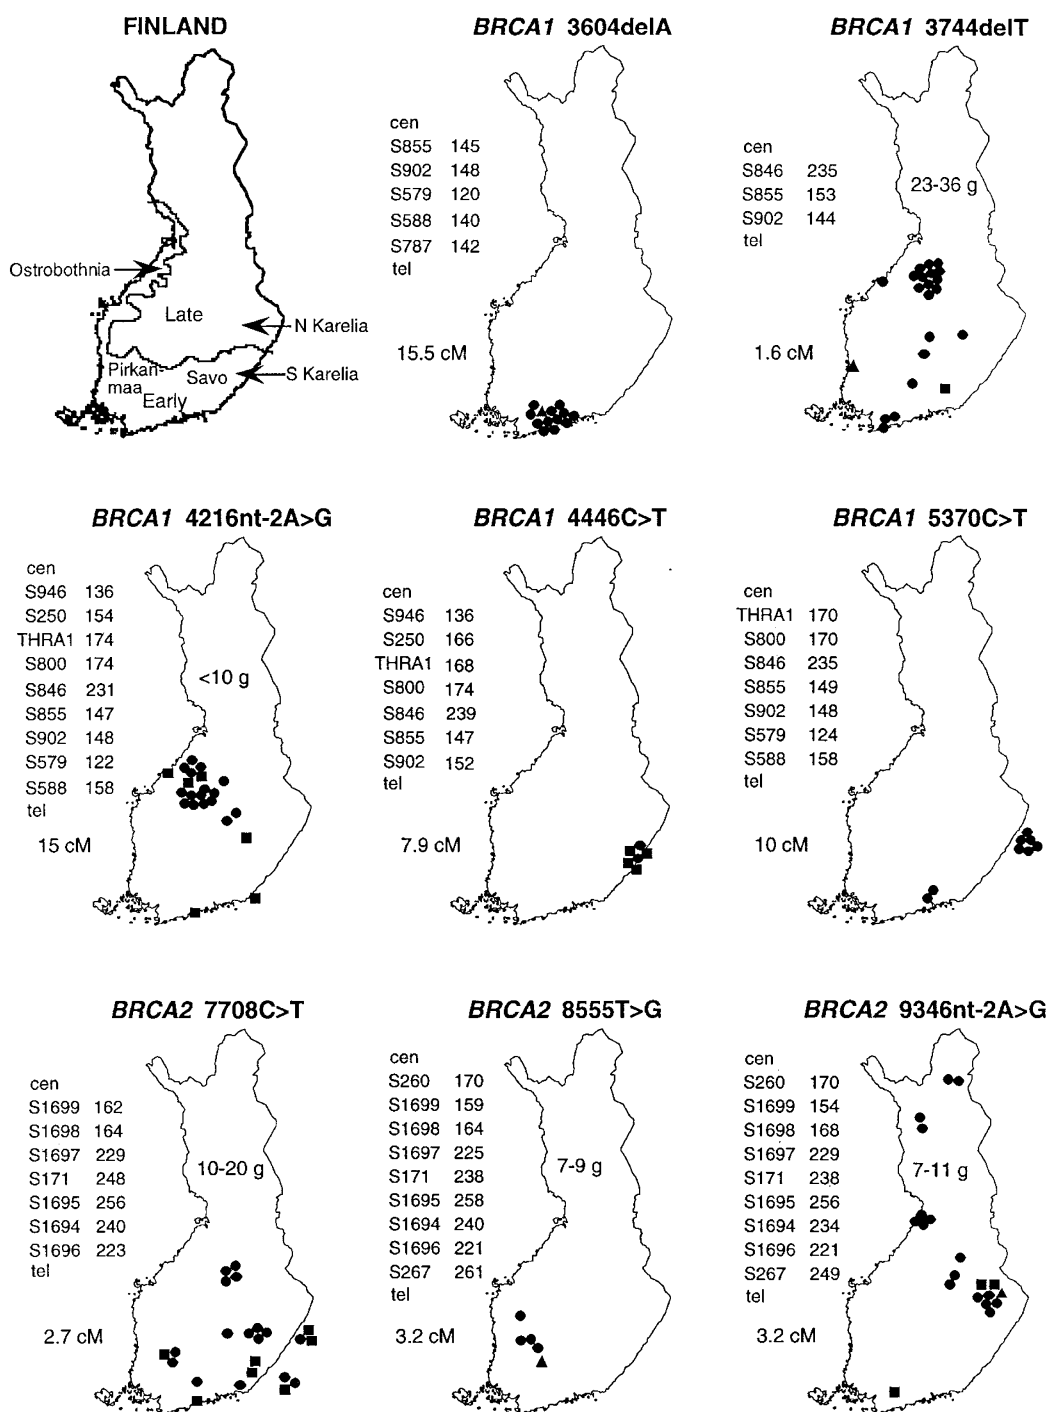 FINLAND
Ostrobothnia
Late
N Karelia
Pirkan-
maa
Savo
S Karelia
Early
BRCA1 3604delA
cen
S855 145
S902 148
S579 120
S588 140
S787 142
tel
15.5 cM
BRCA1 3744delT
cen
S846 235
S855 153
S902 144
tel
23-36 g
1.6 cM
BRCA1 4216nt-2A>G
cen
S946 136
S250 154
THRA1 174
S800 174
S846 231
S855 147
S902 148
S579 122
S588 158
tel
<10 g
15 cM
BRCA1 4446C>T
cen
S946 136
S250 166
THRA1 168
S800 174
S846 239
S855 147
S902 152
tel
7.9 cM
BRCA1 5370C>T
cen
THRA1 170
S800 170
S846 235
S855 149
S902 148
S579 124
S588 158
tel
10 cM
BRCA2 7708C>T
cen
S1699 162
S1698 164
S1697 229
S171 248
S1695 256
S1694 240
S1696 223
tel
10-20 g
2.7 cM
BRCA2 8555T>G
cen
S260 170
S1699 159
S1698 164
S1697 225
S171 238
S1695 258
S1694 240
S1696 221
S267 261
tel
7-9 g
3.2 cM
BRCA2 9346nt-2A>G
cen
S260 170
S1699 154
S1698 168
S1697 229
S171 238
S1695 256
S1694 234
S1696 221
S267 249
tel
7-11 g
3.2 cM